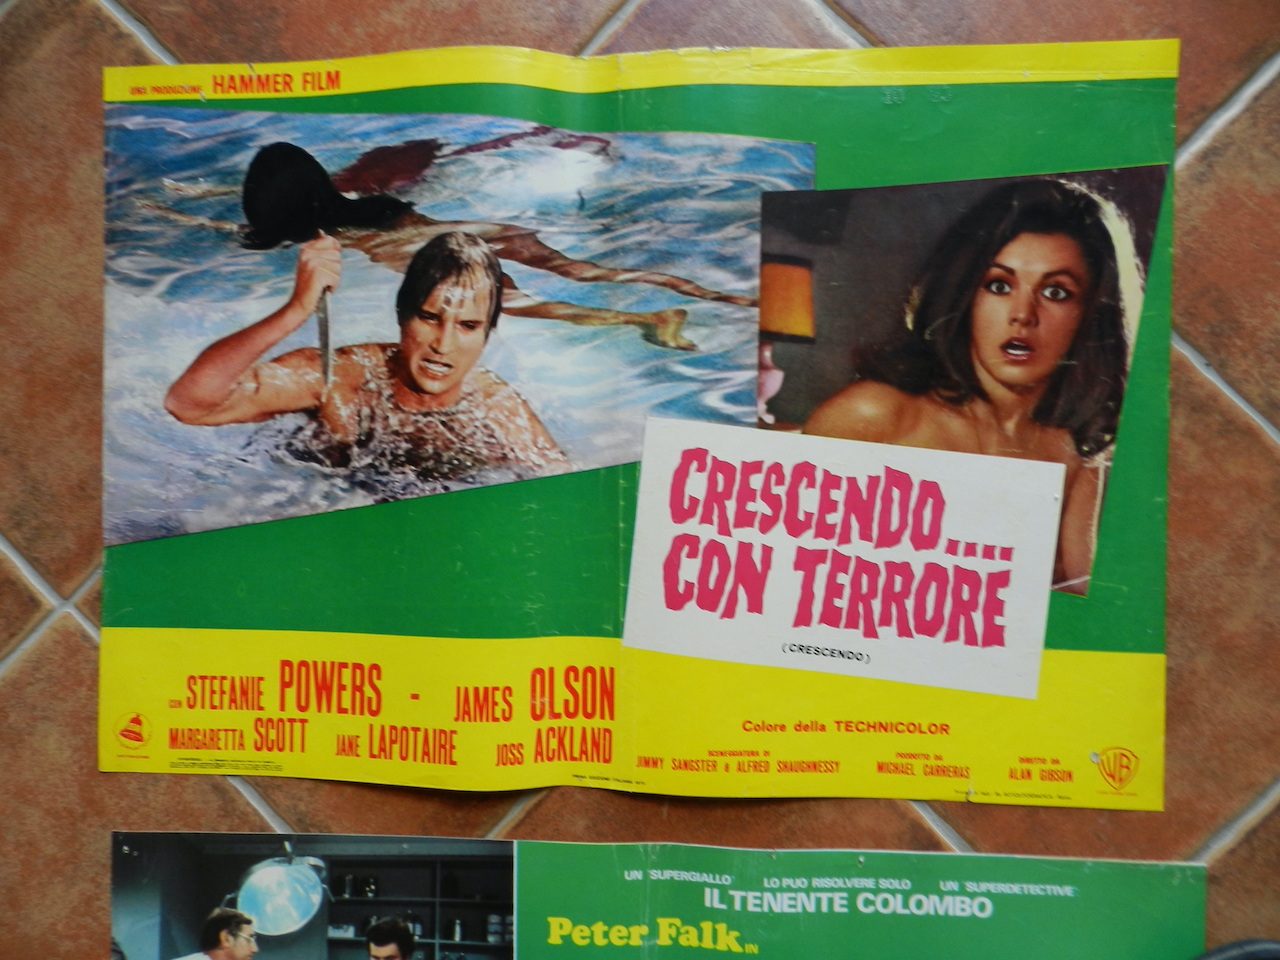 UNA PRODUZIONE HAMMER FILM
CRESCENDO....
CON TERRORE
(CRESCENDO)
CON STEFANIE POWERS - JAMES OLSON
MARGARETTA SCOTT JANE LAPOTAIRE JOSS ACKLAND
Colore della TECHNICOLOR
SCENEGGIATURA DI
JIMMY SANGSTER e ALFRED SHAUGHNESSY
PRODOTTO DA
MICHAEL CARRERAS
DIRETTO DA
ALAN GIBSON
WB
UN 'SUPERGIALLO' LO PUO RISOLVERE SOLO UN 'SUPERDETECTIVE'
IL TENENTE COLOMBO
Peter Falk IN